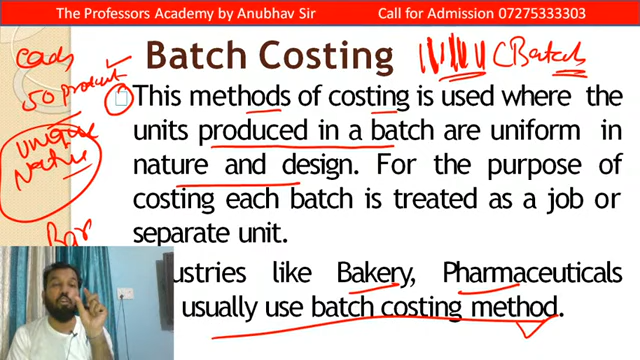 The Professors Academy by Anubhav Sir Call for Admission 07275333303
Batch Costing
(Batch
each
50 product
unique
Nature
Bar
This methods of costing is used where the
units produced in a batch are uniform in
nature and design. For the purpose of
costing each batch is treated as a job or
separate unit.
ustries like Bakery, Pharmaceuticals
usually use batch costing method.